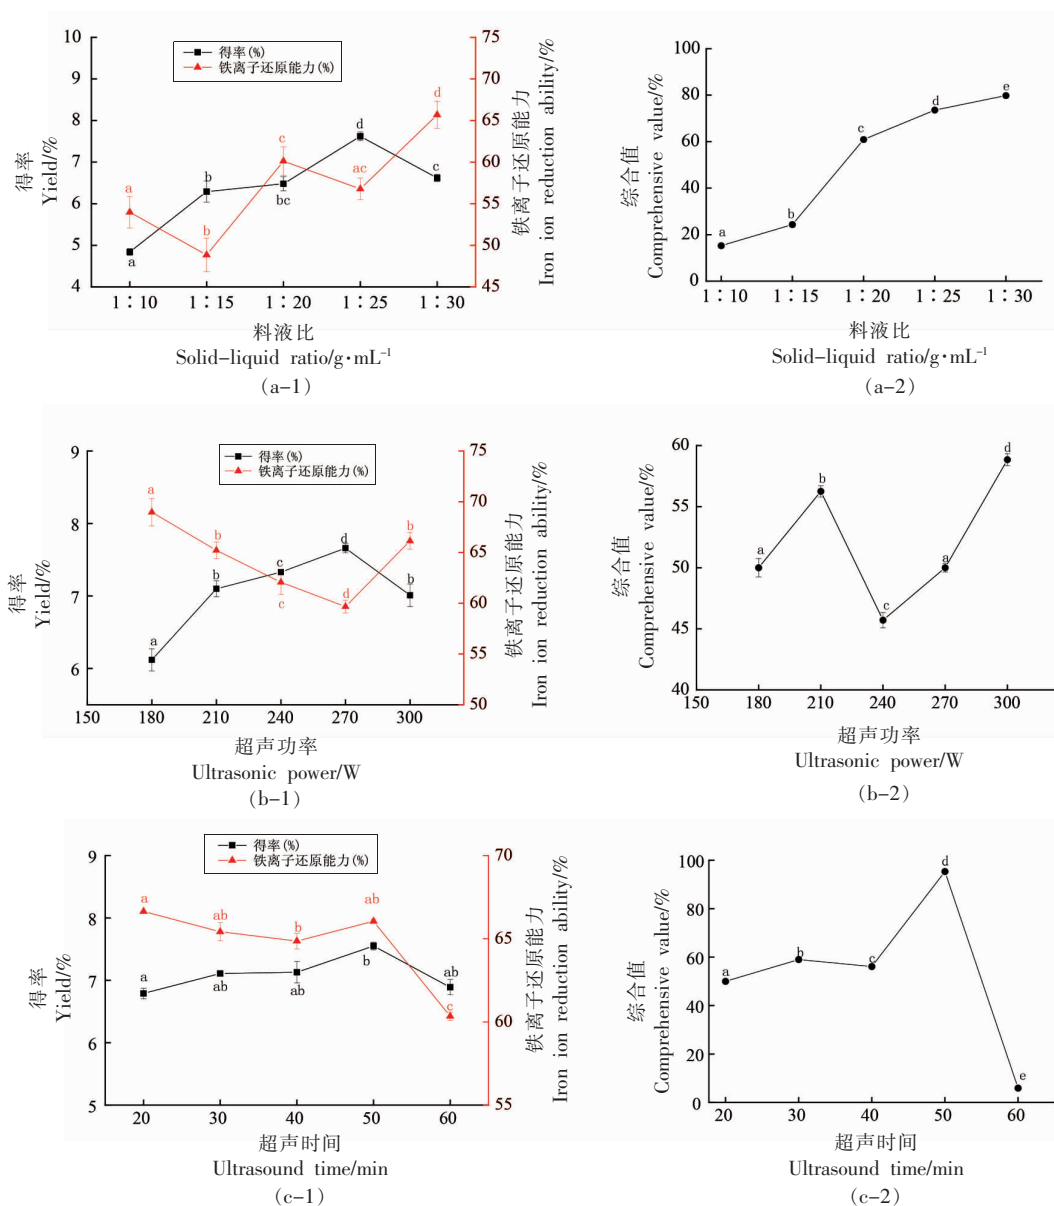 得率(%)
铁离子还原能力(%)
10
9
8
7
6
5
4
75
70
65
60
55
50
45
得率
Yield/%
铁离子还原能力
Iron ion reduction ability/%
a
b
bc
d
c
a
b
c
ac
d
1∶10
1∶15
1∶20
1∶25
1∶30
料液比
Solid-liquid ratio/g·mL⁻¹
(a-1)
100
80
60
40
20
0
综合值
Comprehensive value/%
a
b
c
d
e
1∶10
1∶15
1∶20
1∶25
1∶30
料液比
Solid-liquid ratio/g·mL⁻¹
(a-2)
得率(%)
铁离子还原能力(%)
9
8
7
6
75
70
65
60
55
50
得率
Yield/%
铁离子还原能力
Iron ion reduction ability/%
a
b
c
d
b
a
b
c
d
b
150
180
210
240
270
300
超声功率
Ultrasonic power/W
(b-1)
60
55
50
45
40
综合值
Comprehensive value/%
a
b
c
a
d
150
180
210
240
270
300
超声功率
Ultrasonic power/W
(b-2)
得率(%)
铁离子还原能力(%)
9
8
7
6
5
70
65
60
55
得率
Yield/%
铁离子还原能力
Iron ion reduction ability/%
a
ab
b
ab
c
a
ab
ab
b
ab
20
30
40
50
60
超声时间
Ultrasound time/min
(c-1)
100
80
60
40
20
0
综合值
Comprehensive value/%
a
b
c
d
e
20
30
40
50
60
超声时间
Ultrasound time/min
(c-2)